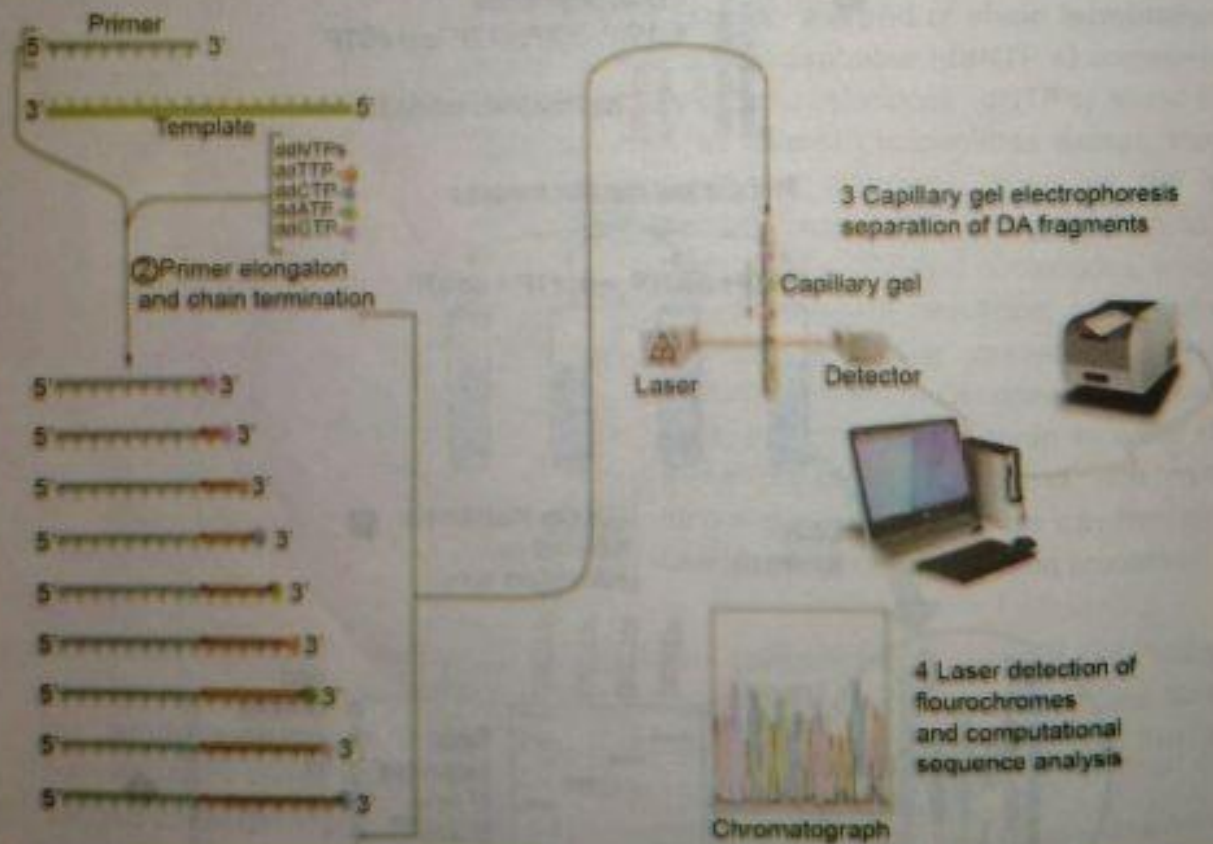 Primer
5' 3'
3' 5'
Template
ddNTPs
ddTTP
ddCTP
ddATP
ddGTP
②Primer elongaton
and chain termination
5' 3'
5' 3'
5' 3'
5' 3'
5' 3'
5' 3'
5' 3'
5' 3'
5' 3
3 Capillary gel electrophoresis
separation of DA fragments
Capillary gel
Laser
Detector
4 Laser detection of
flourochromes
and computational
sequence analysis
Chromatograph